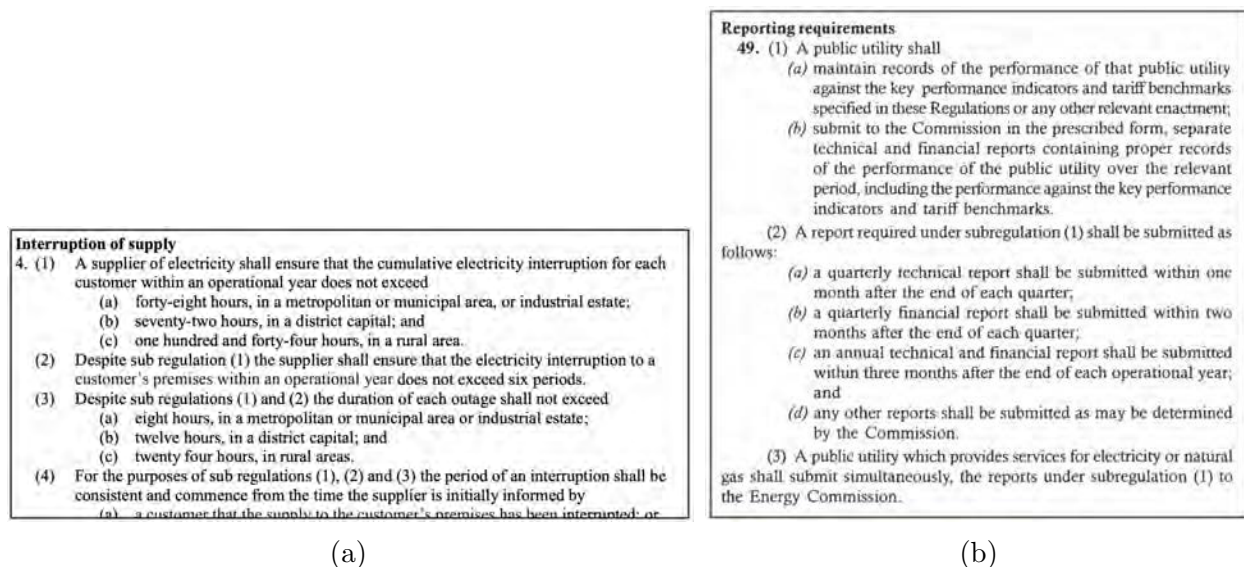 Interruption of supply
4. (1) A supplier of electricity shall ensure that the cumulative electricity interruption for each
customer within an operational year does not exceed
(a) forty-eight hours, in a metropolitan or municipal area, or industrial estate;
(b) seventy-two hours, in a district capital; and
(c) one hundred and forty-four hours, in a rural area.
(2) Despite sub regulation (1) the supplier shall ensure that the electricity interruption to a
customer's premises within an operational year does not exceed six periods.
(3) Despite sub regulations (1) and (2) the duration of each outage shall not exceed
(a) eight hours, in a metropolitan or municipal area or industrial estate;
(b) twelve hours, in a district capital; and
(c) twenty four hours, in rural areas.
(4) For the purposes of sub regulations (1), (2) and (3) the period of an interruption shall be
consistent and commence from the time the supplier is initially informed by
(a) a customer that the supply to the customer's premises has been interrupted; or
(a)
Reporting requirements
49. (1) A public utility shall
(a) maintain records of the performance of that public utility
against the key performance indicators and tariff benchmarks
specified in these Regulations or any other relevant enactment;
(b) submit to the Commission in the prescribed form, separate
technical and financial reports containing proper records
of the performance of the public utility over the relevant
period, including the performance against the key performance
indicators and tariff benchmarks.
(2) A report required under subregulation (1) shall be submitted as
follows:
(a) a quarterly technical report shall be submitted within one
month after the end of each quarter;
(b) a quarterly financial report shall be submitted within two
months after the end of each quarter;
(c) an annual technical and financial report shall be submitted
within three months after the end of each operational year;
and
(d) any other reports shall be submitted as may be determined
by the Commission.
(3) A public utility which provides services for electricity or natural
gas shall submit simultaneously, the reports under subregulation (1) to
the Energy Commission.
(b)